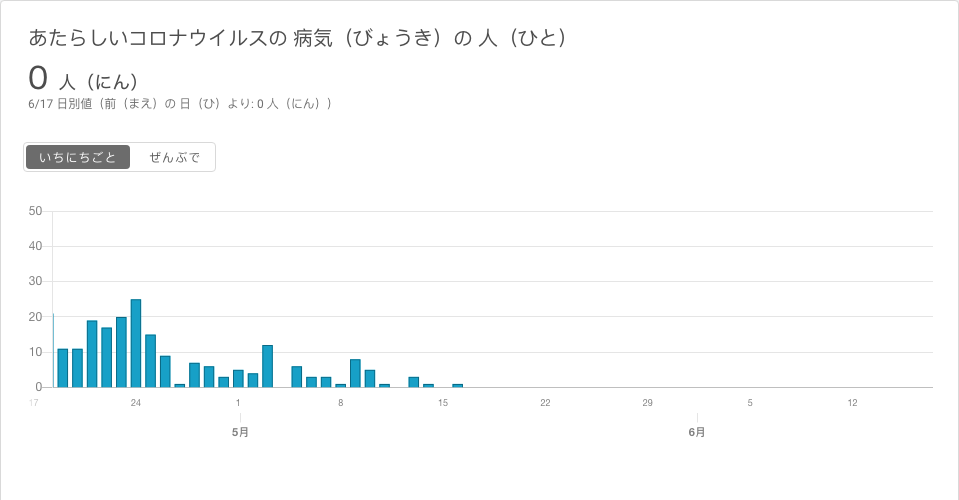 あたらしいコロナウイルスの 病気（びょうき）の 人（ひと）
0 人（にん）
6/17 日別値（前（まえ）の 日（ひ）より: 0 人（にん））
いちにちごと ぜんぶで
50
40
30
20
10
0
17 24 1 8 15 22 29 5 12
5月 6月